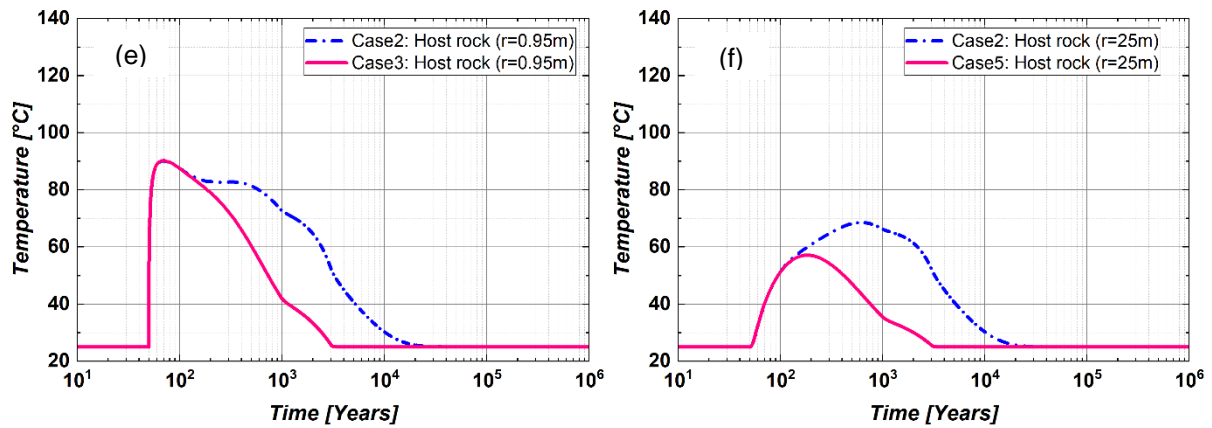 (e)
Case2: Host rock (r=0.95m)
Case3: Host rock (r=0.95m)
Temperature [°C]
140
120
100
80
60
40
20
10¹ 10² 10³ 10⁴ 10⁵ 10⁶
Time [Years]
(f)
Case2: Host rock (r=25m)
Case5: Host rock (r=25m)
Temperature [°C]
140
120
100
80
60
40
20
10¹ 10² 10³ 10⁴ 10⁵ 10⁶
Time [Years]